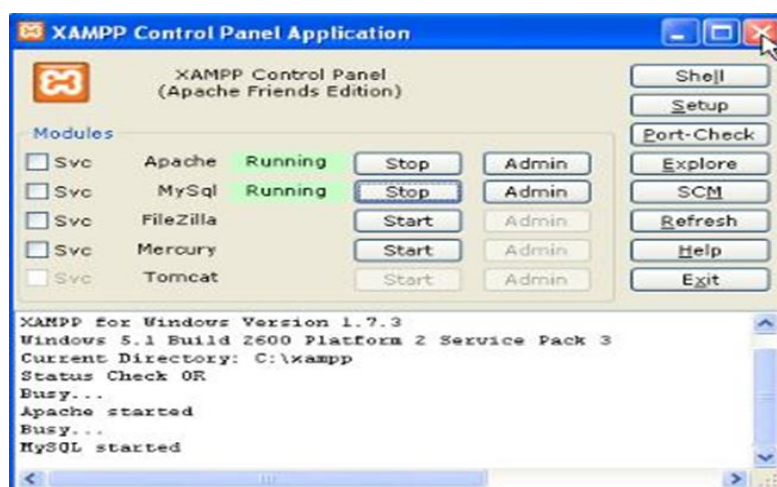 XAMPP Control Panel Application
XAMPP Control Panel
(Apache Friends Edition)
Shell
Setup
Modules
Port-Check
Svc Apache Running Stop Admin Explore
Svc MySql Running Stop Admin SCM
Svc FileZilla Start Admin Refresh
Svc Mercury Start Admin Help
Svc Tomcat Start Admin Exit
XAMPP for Windows Version 1.7.3
Windows 5.1 Build 2600 Platform 2 Service Pack 3
Current Directory: C:\xampp
Status Check OK
Busy...
Apache started
Busy...
MySQL started